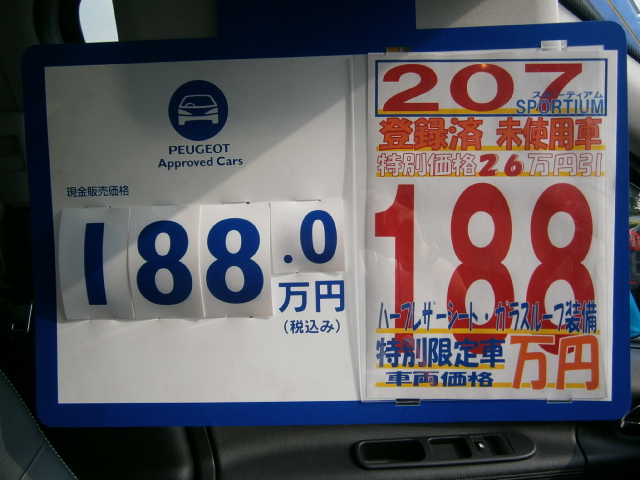 PEUGEOT
Approved Cars
現金販売価格
188.0
万円
(税込み)
207
スポーティアム
SPORTIUM
登録済 未使用車
特別価格26万円引
188
ハーフレザーシート・ガラスルーフ装備
特別限定車
車両価格
万円